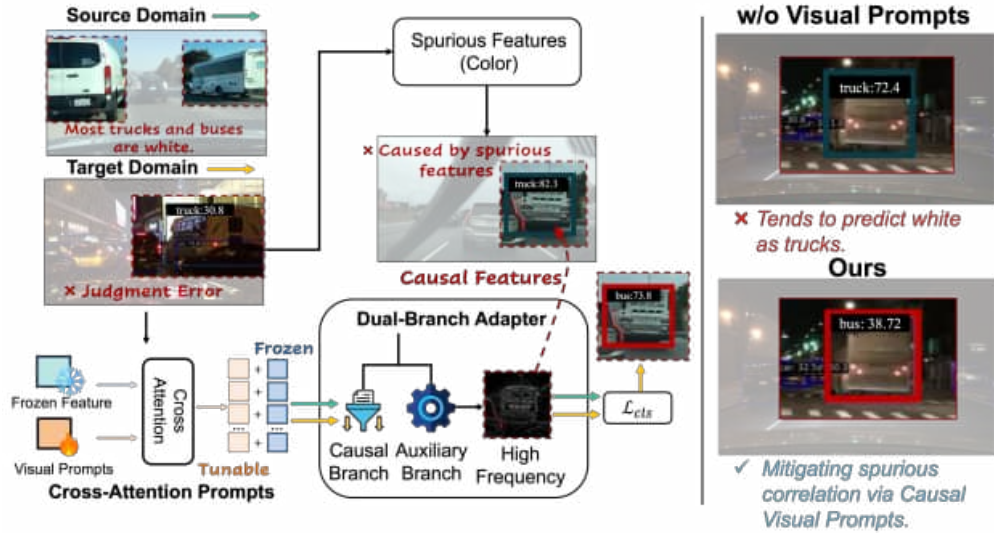 Source Domain
Most trucks and buses
are white.
Target Domain
truck:30.8
× Judgment Error
Spurious Features
(Color)
× Caused by spurious
features
truck:82.3
Causal Features
bus:73.8
Dual-Branch Adapter
Frozen Feature
Visual Prompts
Cross
Attention
Frozen
+
+
+
...
...
+
Tunable
Cross-Attention Prompts
Causal
Branch
Auxiliary
Branch
High
Frequency
ℒcls
w/o Visual Prompts
truck:72.4
× Tends to predict white
as trucks.
Ours
bus: 38.72
✓ Mitigating spurious
correlation via Causal
Visual Prompts.